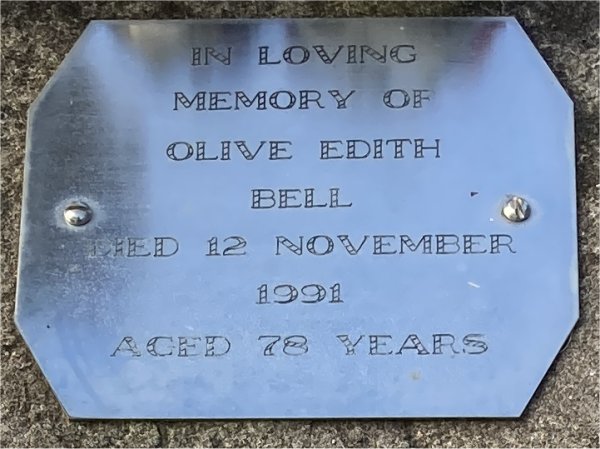 IN LOVING
MEMORY OF
OLIVE EDITH
BELL
DIED 12 NOVEMBER
1991
AGED 78 YEARS